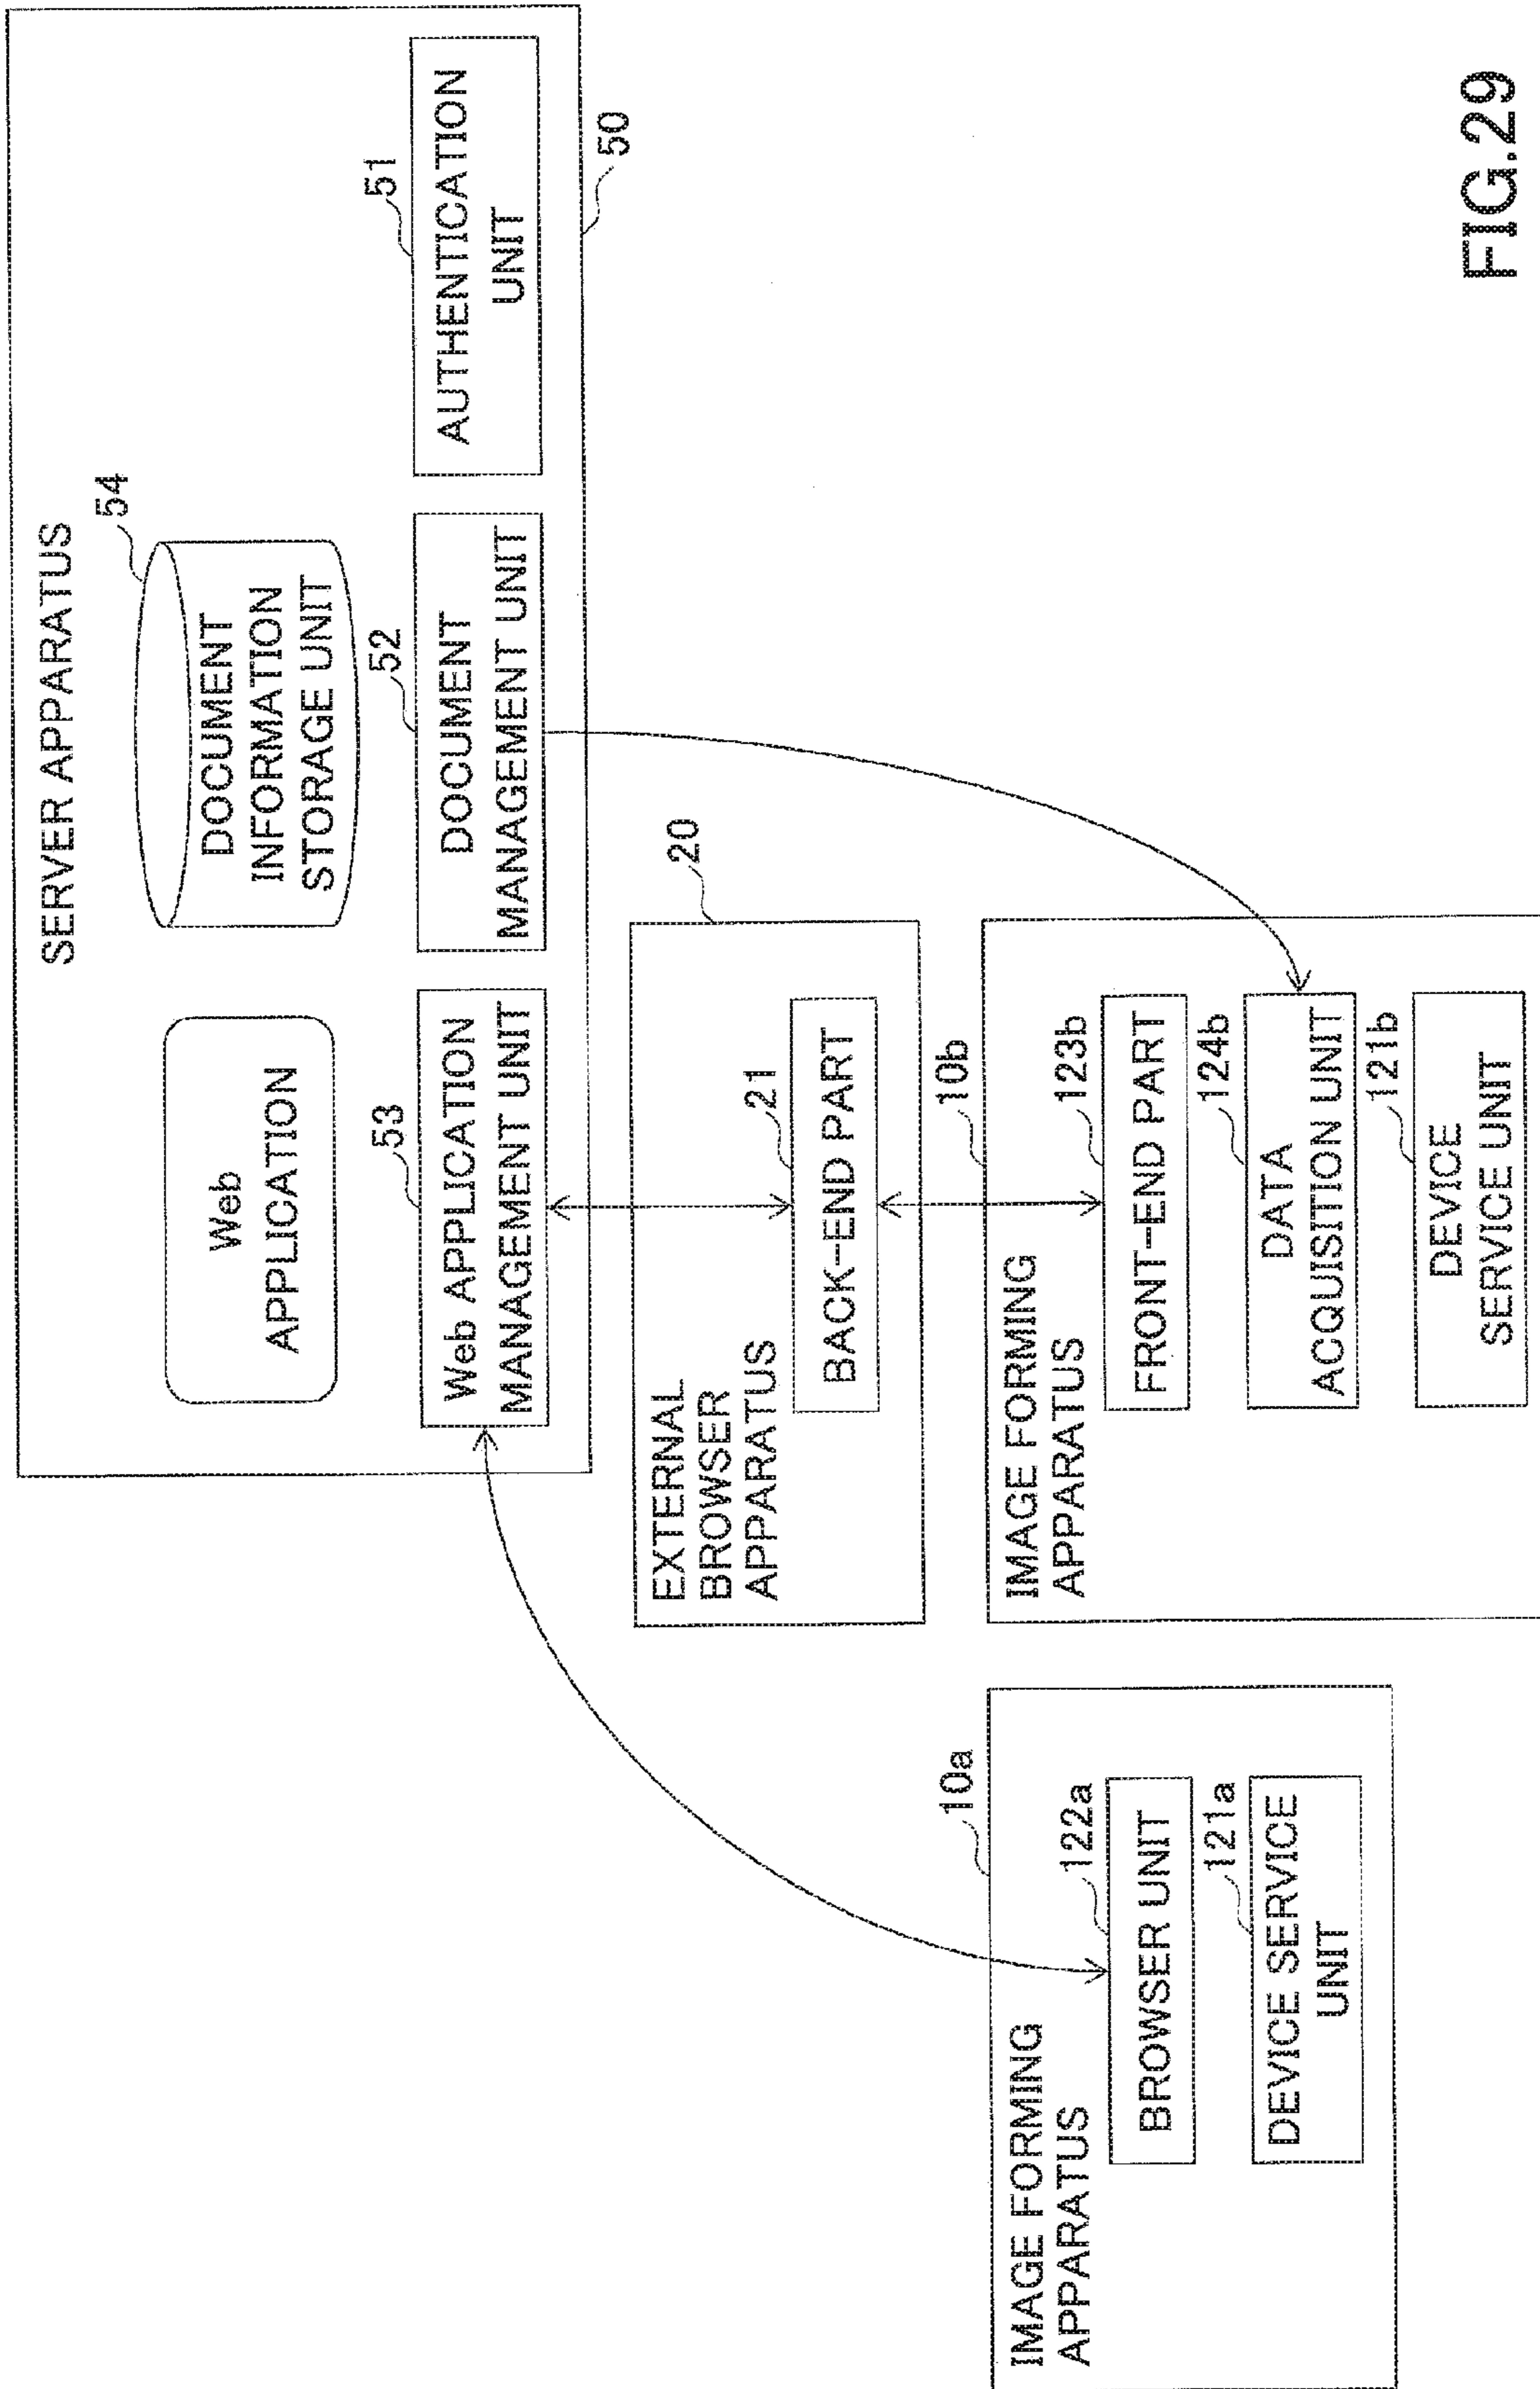 SERVER APPARATUS
54
Web
APPLICATION
DOCUMENT
INFORMATION
STORAGE UNIT
53
52
51
Web APPLICATION
MANAGEMENT UNIT
DOCUMENT
MANAGEMENT UNIT
AUTHENTICATION
UNIT
50
20
EXTERNAL
BROWSER
APPARATUS
21
BACK-END PART
10a
IMAGE FORMING
APPARATUS
122a
BROWSER UNIT
121a
DEVICE SERVICE
UNIT
10b
IMAGE FORMING
APPARATUS
123b
FRONT-END PART
124b
DATA
ACQUISITION UNIT
121b
DEVICE
SERVICE UNIT
FIG.29